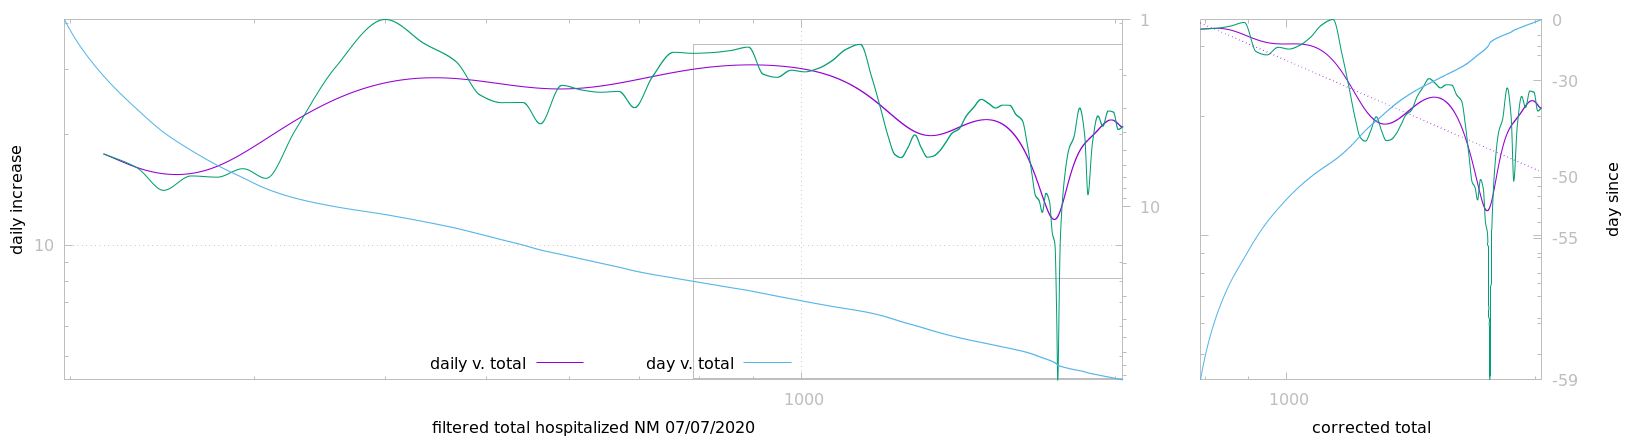 daily increase
10
1000
1
10
daily v. total
day v. total
filtered total hospitalized NM 07/07/2020
0
-30
-50
-55
-59
day since
1000
corrected total